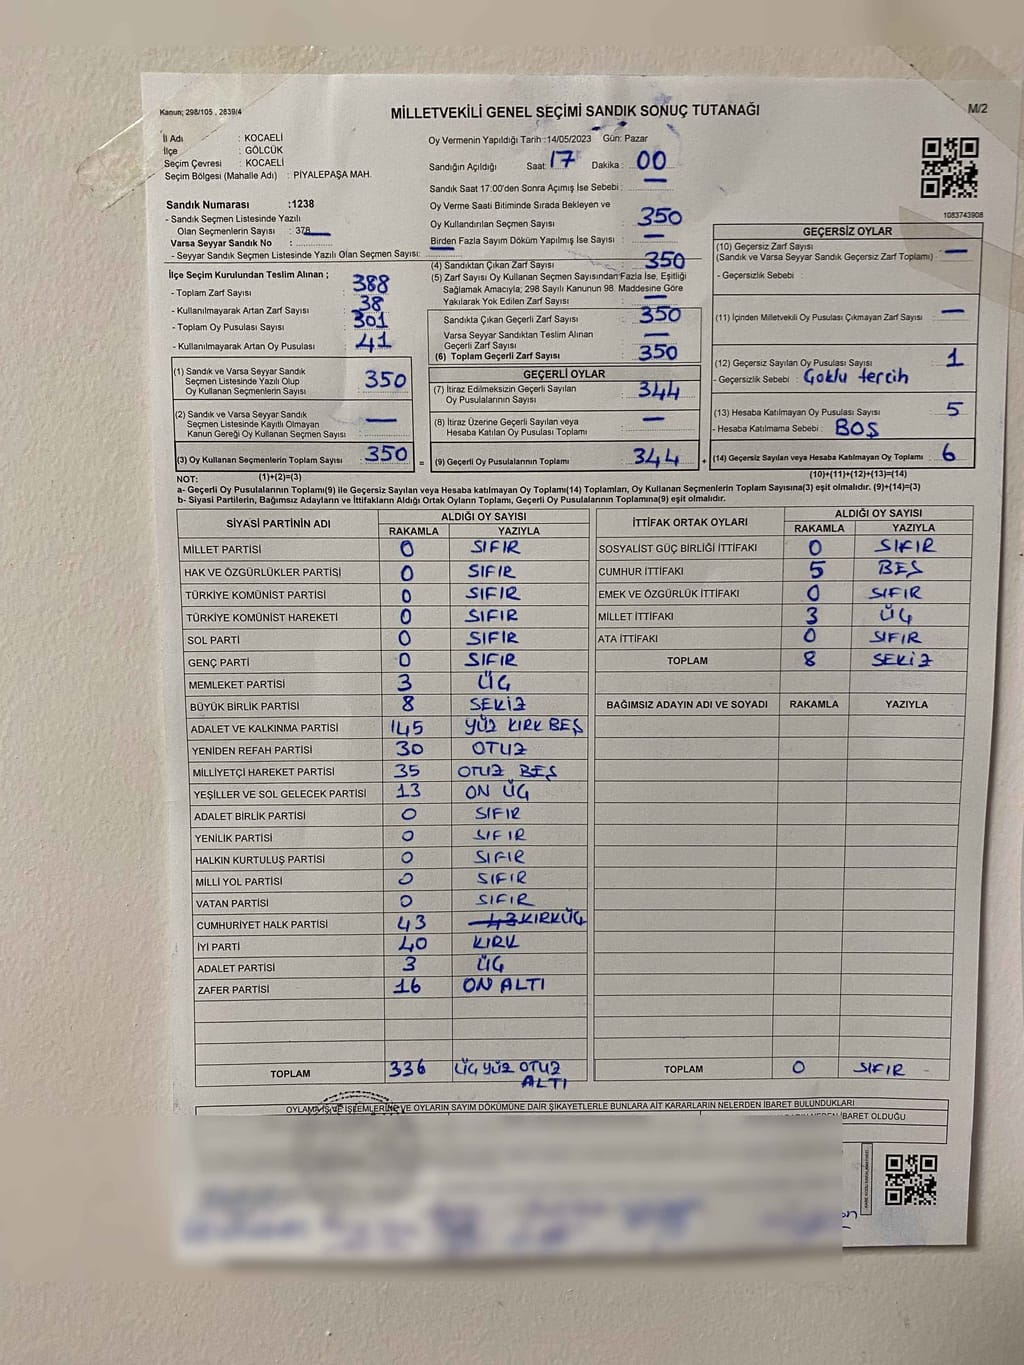 Kanun; 298/105 , 2839/4
MİLLETVEKİLİ GENEL SEÇİMİ SANDIK SONUÇ TUTANAĞI
M/2
İl Adı : KOCAELİ
İlçe : GÖLCÜK
Seçim Çevresi : KOCAELİ
Seçim Bölgesi (Mahalle Adı) : PİYALEPAŞA MAH.
Oy Vermenin Yapıldığı Tarih :14/05/2023 Gün: Pazar
Sandığın Açıldığı Saat: 17 Dakika : 00
Sandık Saat 17:00'den Sonra Açımış İse Sebebi : —
Sandık Numarası :1238
- Sandık Seçmen Listesinde Yazılı
Olan Seçmenlerin Sayısı : 378
Varsa Seyyar Sandık No :
- Seyyar Sandık Seçmen Listesinde Yazılı Olan Seçmen Sayısı: —
Oy Verme Saati Bitiminde Sırada Bekleyen ve
Oy Kullandırılan Seçmen Sayısı : 350
Birden Fazla Sayım Döküm Yapılmış İse Sayısı : —
1083743908
İlçe Seçim Kurulundan Teslim Alınan ;
- Toplam Zarf Sayısı : 388
- Kullanılmayarak Artan Zarf Sayısı : 38
- Toplam Oy Pusulası Sayısı : 301
- Kullanılmayarak Artan Oy Pusulası : 41
(4) Sandıktan Çıkan Zarf Sayısı : 350
(5) Zarf Sayısı Oy Kullanan Seçmen Sayısından Fazla İse, Eşitliği
Sağlamak Amacıyla; 298 Sayılı Kanunun 98. Maddesine Göre
Yakılarak Yok Edilen Zarf Sayısı : —
Sandıkta Çıkan Geçerli Zarf Sayısı : 350
Varsa Seyyar Sandıktan Teslim Alınan
Geçerli Zarf Sayısı : —
(6) Toplam Geçerli Zarf Sayısı : 350
GEÇERSİZ OYLAR
(10) Geçersiz Zarf Sayısı : —
(Sandık ve Varsa Seyyar Sandık Geçersiz Zarf Toplamı)
- Geçersizlik Sebebi :
(11) İçinden Milletvekili Oy Pusulası Çıkmayan Zarf Sayısı : —
(12) Geçersiz Sayılan Oy Pusulası Sayısı : 1
- Geçersizlik Sebebi : Çoklu tercih
(13) Hesaba Katılmayan Oy Pusulası Sayısı : 5
- Hesaba Katılmama Sebebi : BOŞ
(14) Geçersiz Sayılan veya Hesaba Katılmayan Oy Toplamı : 6
(10)+(11)+(12)+(13)=(14)
(1) Sandık ve Varsa Seyyar Sandık
Seçmen Listesinde Yazılı Olup
Oy Kullanan Seçmenlerin Sayısı : 350
(2) Sandık ve Varsa Seyyar Sandık
Seçmen Listesinde Kayıtlı Olmayan
Kanun Gereği Oy Kullanan Seçmen Sayısı : —
(3) Oy Kullanan Seçmenlerin Toplam Sayısı : 350
(1)+(2)=(3)
GEÇERLİ OYLAR
(7) İtiraz Edilmeksizin Geçerli Sayılan
Oy Pusulalarının Sayısı : 344
(8) İtiraz Üzerine Geçerli Sayılan veya
Hesaba Katılan Oy Pusulası Toplamı : —
= (9) Geçerli Oy Pusulalarının Toplamı : 344 +
NOT:
a- Geçerli Oy Pusulalarının Toplamı(9) ile Geçersiz Sayılan veya Hesaba katılmayan Oy Toplamı(14) Toplamları, Oy Kullanan Seçmenlerin Toplam Sayısına(3) eşit olmalıdır. (9)+(14)=(3)
b- Siyasi Partilerin, Bağımsız Adayların ve İttifakların Aldığı Ortak Oyların Toplamı, Geçerli Oy Pusulalarının Toplamına(9) eşit olmalıdır.
SİYASİ PARTİNİN ADI ALDIĞI OY SAYISI
RAKAMLA YAZIYLA
MİLLET PARTİSİ 0 SIFIR
HAK VE ÖZGÜRLÜKLER PARTİSİ 0 SIFIR
TÜRKİYE KOMÜNİST PARTİSİ 0 SIFIR
TÜRKİYE KOMÜNİST HAREKETİ 0 SIFIR
SOL PARTİ 0 SIFIR
GENÇ PARTİ 0 SIFIR
MEMLEKET PARTİSİ 3 ÜÇ
BÜYÜK BİRLİK PARTİSİ 8 SEKİZ
ADALET VE KALKINMA PARTİSİ 145 YÜZ KIRK BEŞ
YENİDEN REFAH PARTİSİ 30 OTUZ
MİLLİYETÇİ HAREKET PARTİSİ 35 OTUZ BEŞ
YEŞİLLER VE SOL GELECEK PARTİSİ 13 ON ÜÇ
ADALET BİRLİK PARTİSİ 0 SIFIR
YENİLİK PARTİSİ 0 SIFIR
HALKIN KURTULUŞ PARTİSİ 0 SIFIR
MİLLİ YOL PARTİSİ 0 SIFIR
VATAN PARTİSİ 0 SIFIR
CUMHURİYET HALK PARTİSİ 43 43 KIRKÜÇ
İYİ PARTİ 40 KIRK
ADALET PARTİSİ 3 ÜÇ
ZAFER PARTİSİ 16 ON ALTI
TOPLAM 336 ÜÇ YÜZ OTUZ
ALTI
İTTİFAK ORTAK OYLARI ALDIĞI OY SAYISI
RAKAMLA YAZIYLA
SOSYALİST GÜÇ BİRLİĞİ İTTİFAKI 0 SIFIR
CUMHUR İTTİFAKI 5 BEŞ
EMEK VE ÖZGÜRLÜK İTTİFAKI 0 SIFIR
MİLLET İTTİFAKI 3 ÜÇ
ATA İTTİFAKI 0 SIFIR
TOPLAM 8 SEKİZ
BAĞIMSIZ ADAYIN ADI VE SOYADI RAKAMLA YAZIYLA
TOPLAM 0 SIFIR
OYLAMA İŞ VE İŞLEMLERİNE VE OYLARIN SAYIM DÖKÜMÜNE DAİR ŞİKAYETLERLE BUNLARA AİT KARARLARIN NELERDEN İBARET BULUNDUKLARI
İBARET OLDUĞU